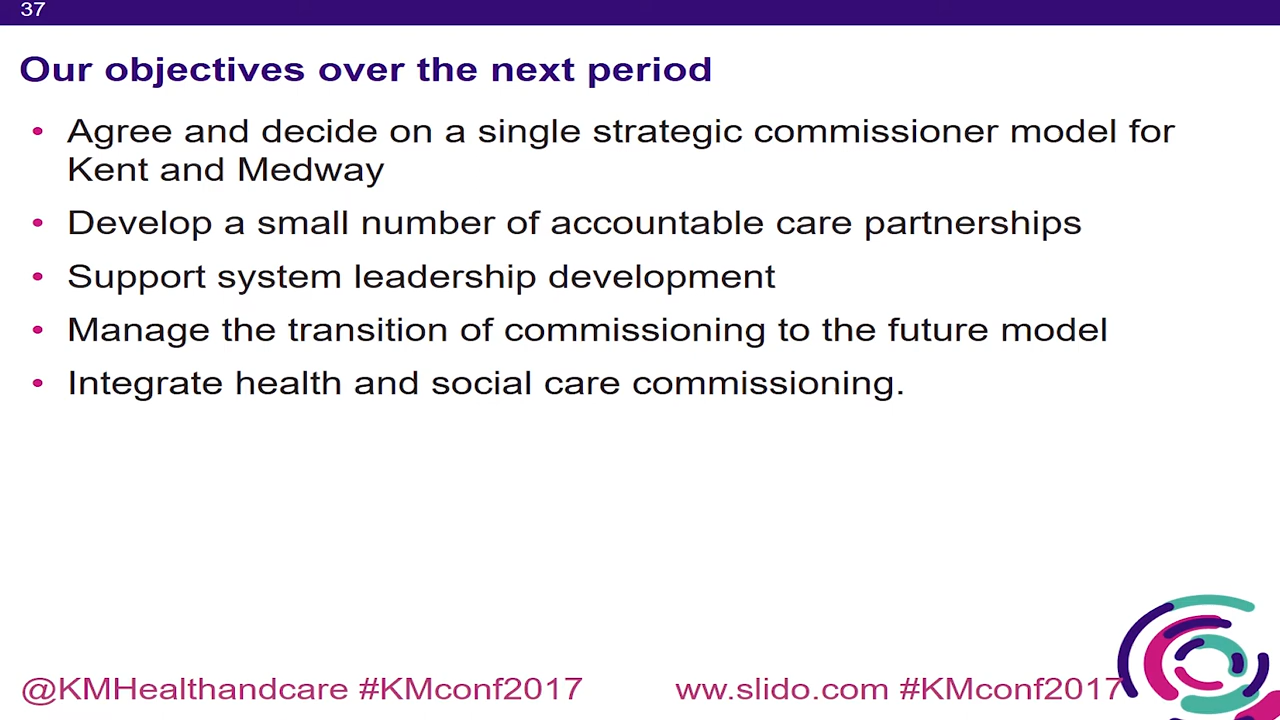 37
Our objectives over the next period
• Agree and decide on a single strategic commissioner model for
Kent and Medway
• Develop a small number of accountable care partnerships
• Support system leadership development
• Manage the transition of commissioning to the future model
• Integrate health and social care commissioning.
@KMHealthandcare #KMconf2017 ww.slido.com #KMconf2017